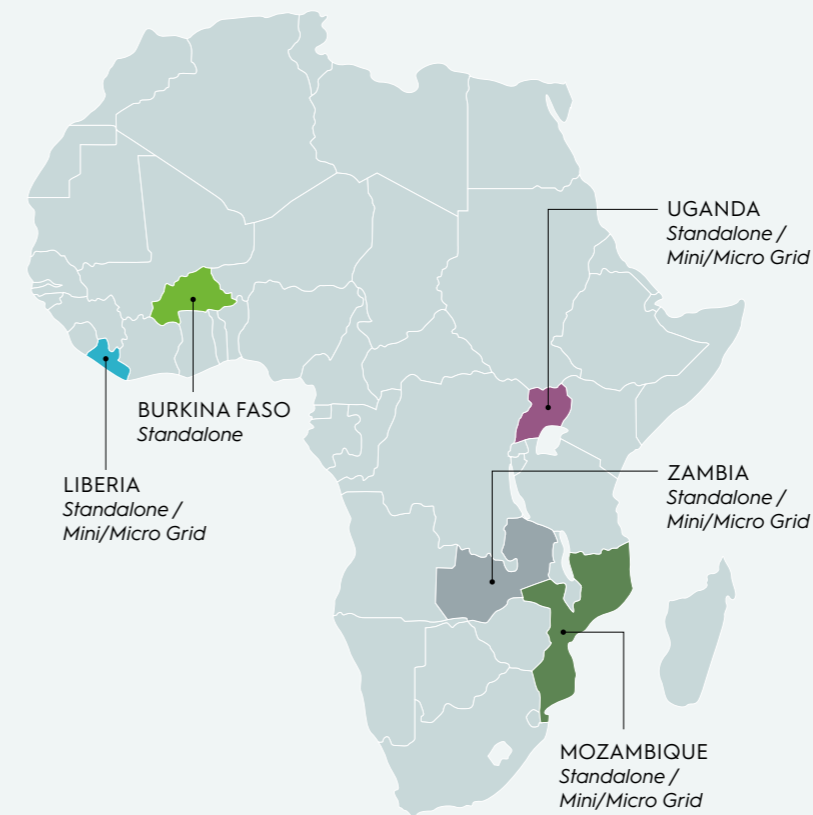 UGANDA
Standalone /
Mini/Micro Grid
BURKINA FASO
Standalone
LIBERIA
Standalone /
Mini/Micro Grid
ZAMBIA
Standalone /
Mini/Micro Grid
MOZAMBIQUE
Standalone /
Mini/Micro Grid